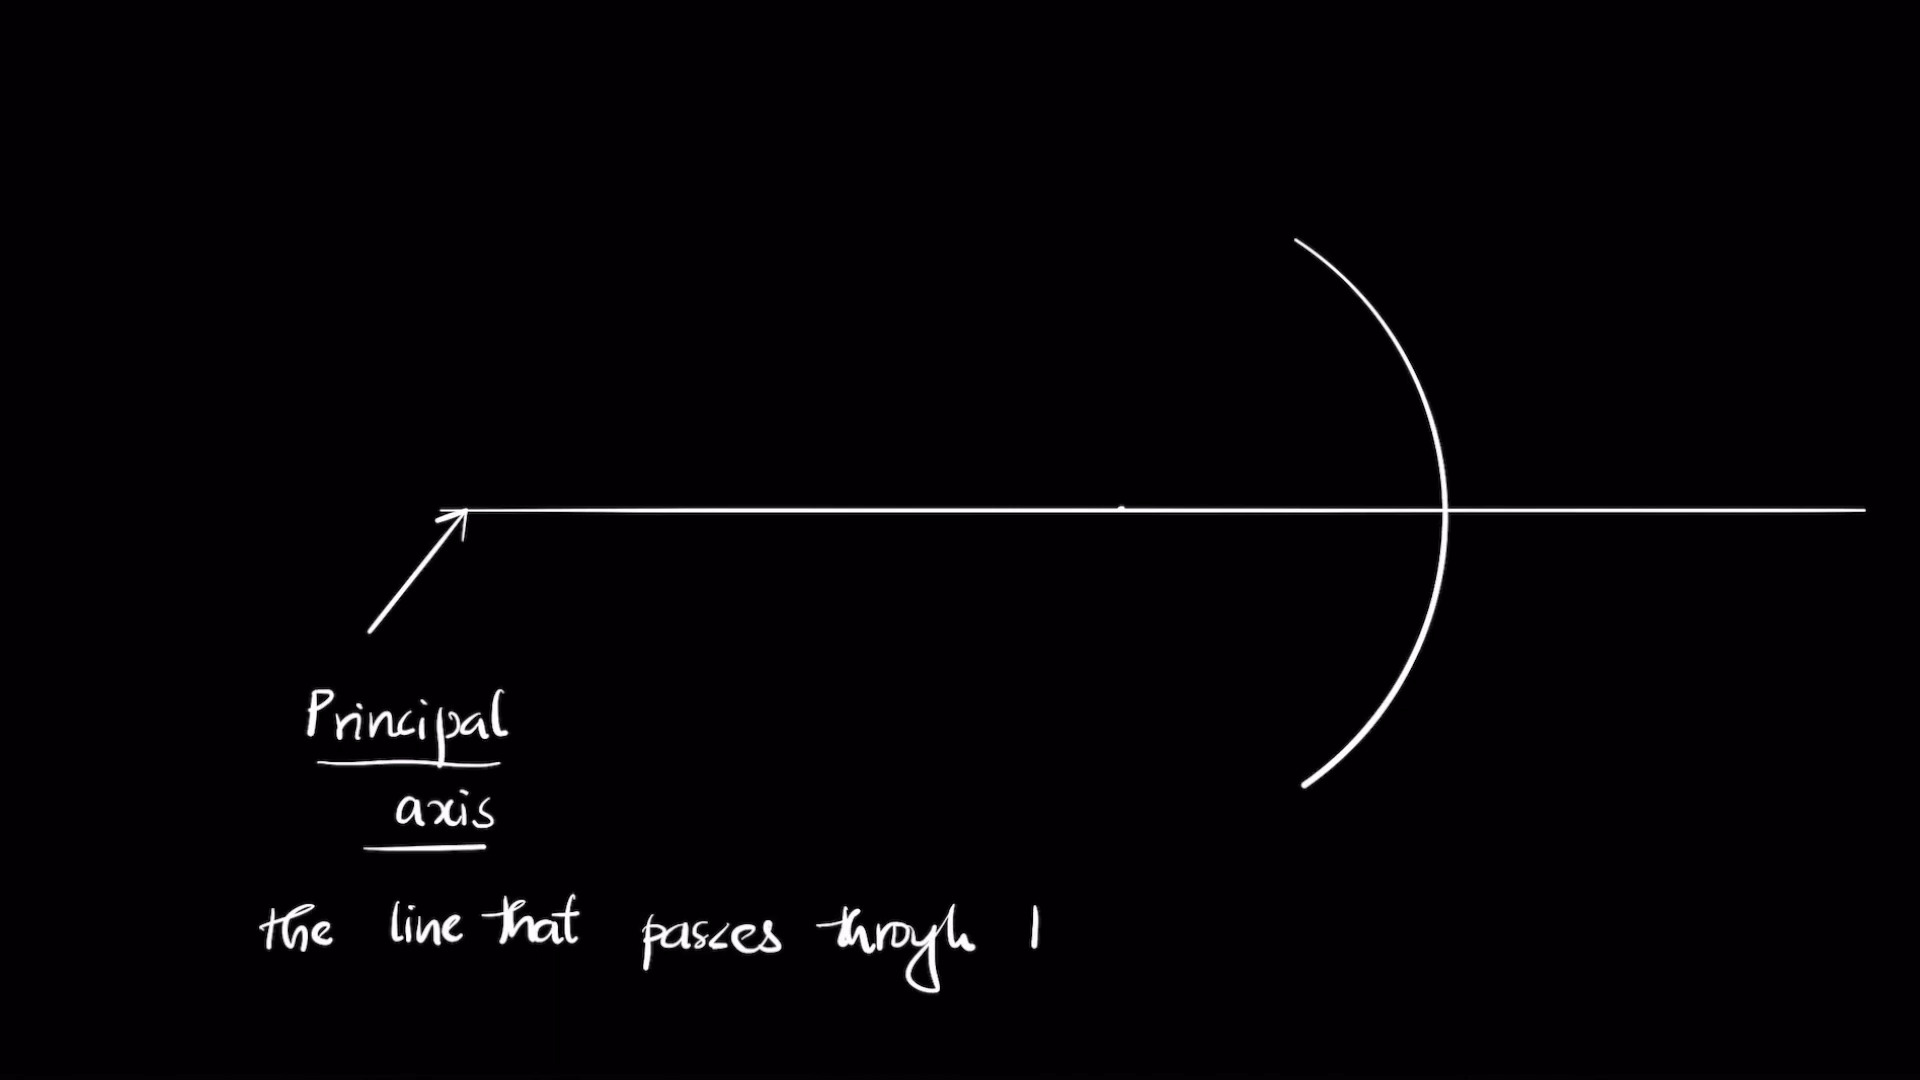 Principal
axis
the line that passes through